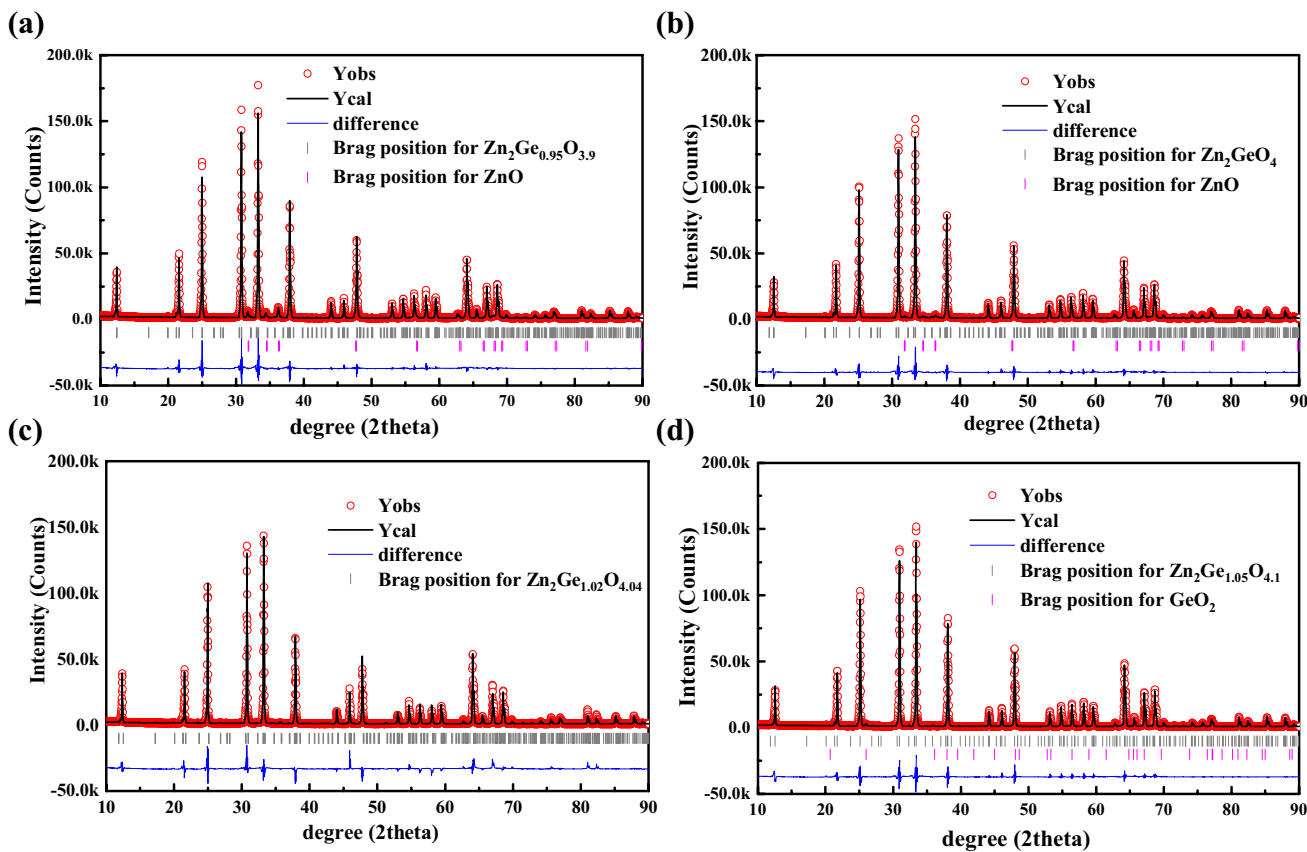 (a)
200.0k
150.0k
100.0k
50.0k
0.0
-50.0k
Intensity (Counts)
Yobs
Ycal
difference
Brag position for Zn₂Ge₀.₉₅O₃.₉
Brag position for ZnO
10 20 30 40 50 60 70 80 90
degree (2theta)
(b)
200.0k
150.0k
100.0k
50.0k
0.0
-50.0k
Intensity (Counts)
Yobs
Ycal
difference
Brag position for Zn₂GeO₄
Brag position for ZnO
10 20 30 40 50 60 70 80 90
degree (2theta)
(c)
200.0k
150.0k
100.0k
50.0k
0.0
-50.0k
Intensity (Counts)
Yobs
Ycal
difference
Brag position for Zn₂Ge₁.₀₂O₄.₀₄
10 20 30 40 50 60 70 80 90
degree (2theta)
(d)
200.0k
150.0k
100.0k
50.0k
0.0
-50.0k
Intensity (Counts)
Yobs
Ycal
difference
Brag position for Zn₂Ge₁.₀₅O₄.₁
Brag position for GeO₂
10 20 30 40 50 60 70 80 90
degree (2theta)